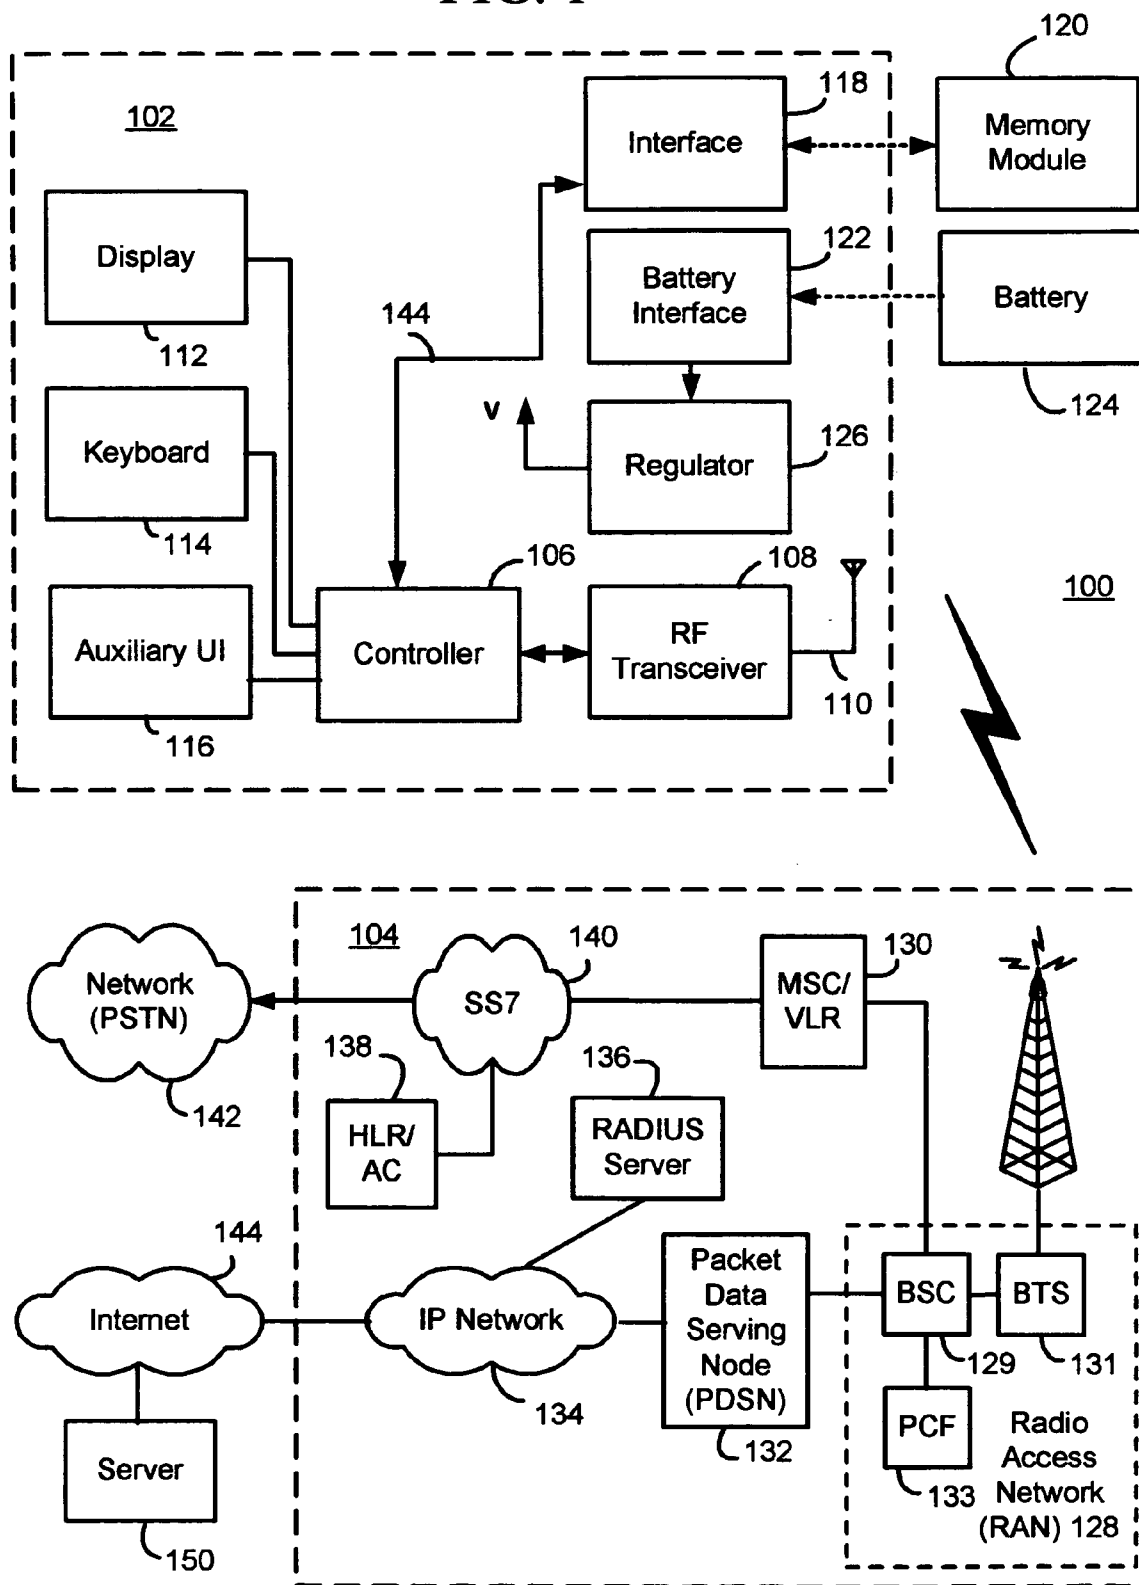 120
118
102
Interface
Memory
Module
122
Display
Battery
Interface
Battery
144
112
V
124
Keyboard
Regulator
126
114
106
108
100
Auxiliary UI
Controller
RF
Transceiver
110
116
104
140
130
Network
(PSTN)
SS7
MSC/
VLR
138
136
142
HLR/
AC
RADIUS
Server
144
Packet
Data
Serving
Node
(PDSN)
BSC
BTS
Internet
IP Network
129
131
134
132
PCF
Radio
Access
Network
(RAN) 128
Server
133
150